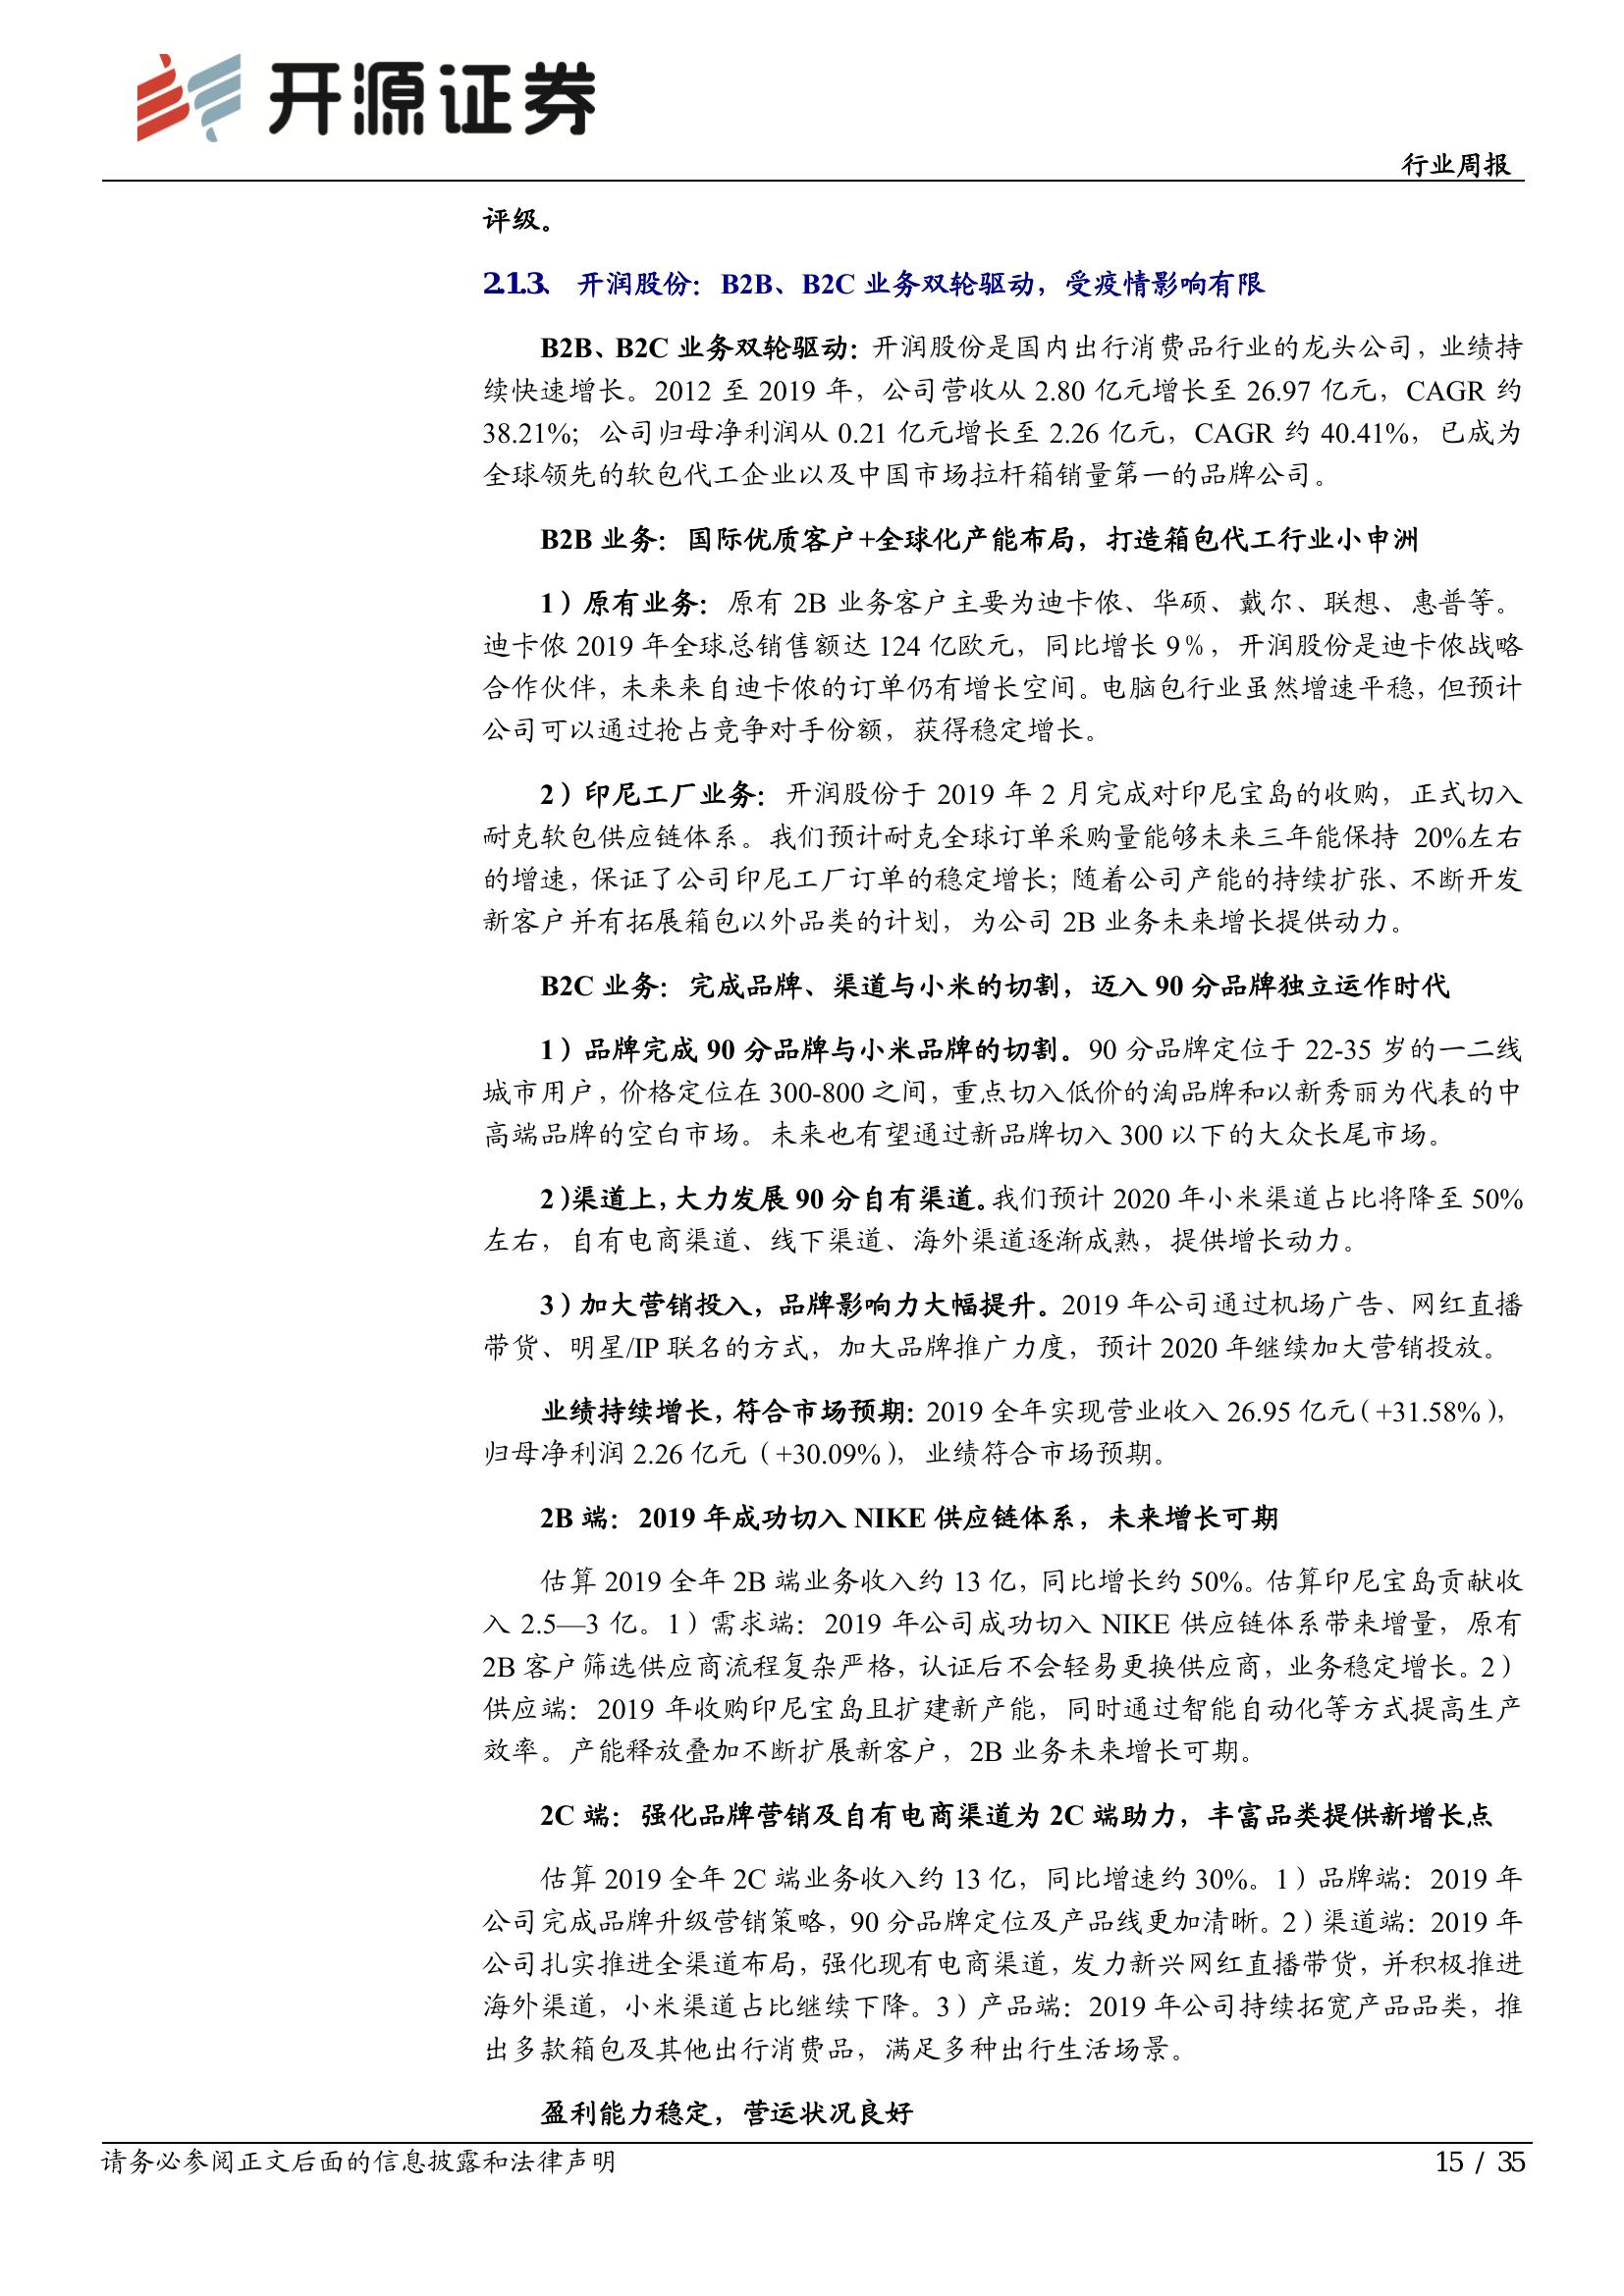 开源证券
行业周报
评级。
2.1.3、 开润股份：B2B、B2C 业务双轮驱动，受疫情影响有限
B2B、B2C 业务双轮驱动：开润股份是国内出行消费品行业的龙头公司，业绩持
续快速增长。2012 至 2019 年，公司营收从 2.80 亿元增长至 26.97 亿元，CAGR 约
38.21%；公司归母净利润从 0.21 亿元增长至 2.26 亿元，CAGR 约 40.41%，已成为
全球领先的软包代工企业以及中国市场拉杆箱销量第一的品牌公司。
B2B 业务：国际优质客户+全球化产能布局，打造箱包代工行业小申洲
1）原有业务：原有 2B 业务客户主要为迪卡侬、华硕、戴尔、联想、惠普等。
迪卡侬 2019 年全球总销售额达 124 亿欧元，同比增长 9%，开润股份是迪卡侬战略
合作伙伴，未来来自迪卡侬的订单仍有增长空间。电脑包行业虽然增速平稳，但预计
公司可以通过抢占竞争对手份额，获得稳定增长。
2）印尼工厂业务：开润股份于 2019 年 2 月完成对印尼宝岛的收购，正式切入
耐克软包供应链体系。我们预计耐克全球订单采购量能够未来三年能保持 20%左右
的增速，保证了公司印尼工厂订单的稳定增长；随着公司产能的持续扩张、不断开发
新客户并有拓展箱包以外品类的计划，为公司 2B 业务未来增长提供动力。
B2C 业务：完成品牌、渠道与小米的切割，迈入 90 分品牌独立运作时代
1）品牌完成 90 分品牌与小米品牌的切割。90 分品牌定位于 22-35 岁的一二线
城市用户，价格定位在 300-800 之间，重点切入低价的淘品牌和以新秀丽为代表的中
高端品牌的空白市场。未来也有望通过新品牌切入 300 以下的大众长尾市场。
2）渠道上，大力发展 90 分自有渠道。我们预计 2020 年小米渠道占比将降至 50%
左右，自有电商渠道、线下渠道、海外渠道逐渐成熟，提供增长动力。
3）加大营销投入，品牌影响力大幅提升。2019 年公司通过机场广告、网红直播
带货、明星/IP 联名的方式，加大品牌推广力度，预计 2020 年继续加大营销投放。
业绩持续增长，符合市场预期：2019 全年实现营业收入 26.95 亿元（+31.58%），
归母净利润 2.26 亿元（+30.09%），业绩符合市场预期。
2B 端：2019 年成功切入 NIKE 供应链体系，未来增长可期
估算 2019 全年 2B 端业务收入约 13 亿，同比增长约 50%。估算印尼宝岛贡献收
入 2.5—3 亿。1）需求端：2019 年公司成功切入 NIKE 供应链体系带来增量，原有
2B 客户筛选供应商流程复杂严格，认证后不会轻易更换供应商，业务稳定增长。2）
供应端：2019 年收购印尼宝岛且扩建新产能，同时通过智能自动化等方式提高生产
效率。产能释放叠加不断扩展新客户，2B 业务未来增长可期。
2C 端：强化品牌营销及自有电商渠道为 2C 端助力，丰富品类提供新增长点
估算 2019 全年 2C 端业务收入约 13 亿，同比增速约 30%。1）品牌端：2019 年
公司完成品牌升级营销策略，90 分品牌定位及产品线更加清晰。2）渠道端：2019 年
公司扎实推进全渠道布局，强化现有电商渠道，发力新兴网红直播带货，并积极推进
海外渠道，小米渠道占比继续下降。3）产品端：2019 年公司持续拓宽产品品类，推
出多款箱包及其他出行消费品，满足多种出行生活场景。
盈利能力稳定，营运状况良好
请务必参阅正文后面的信息披露和法律声明
15 / 35